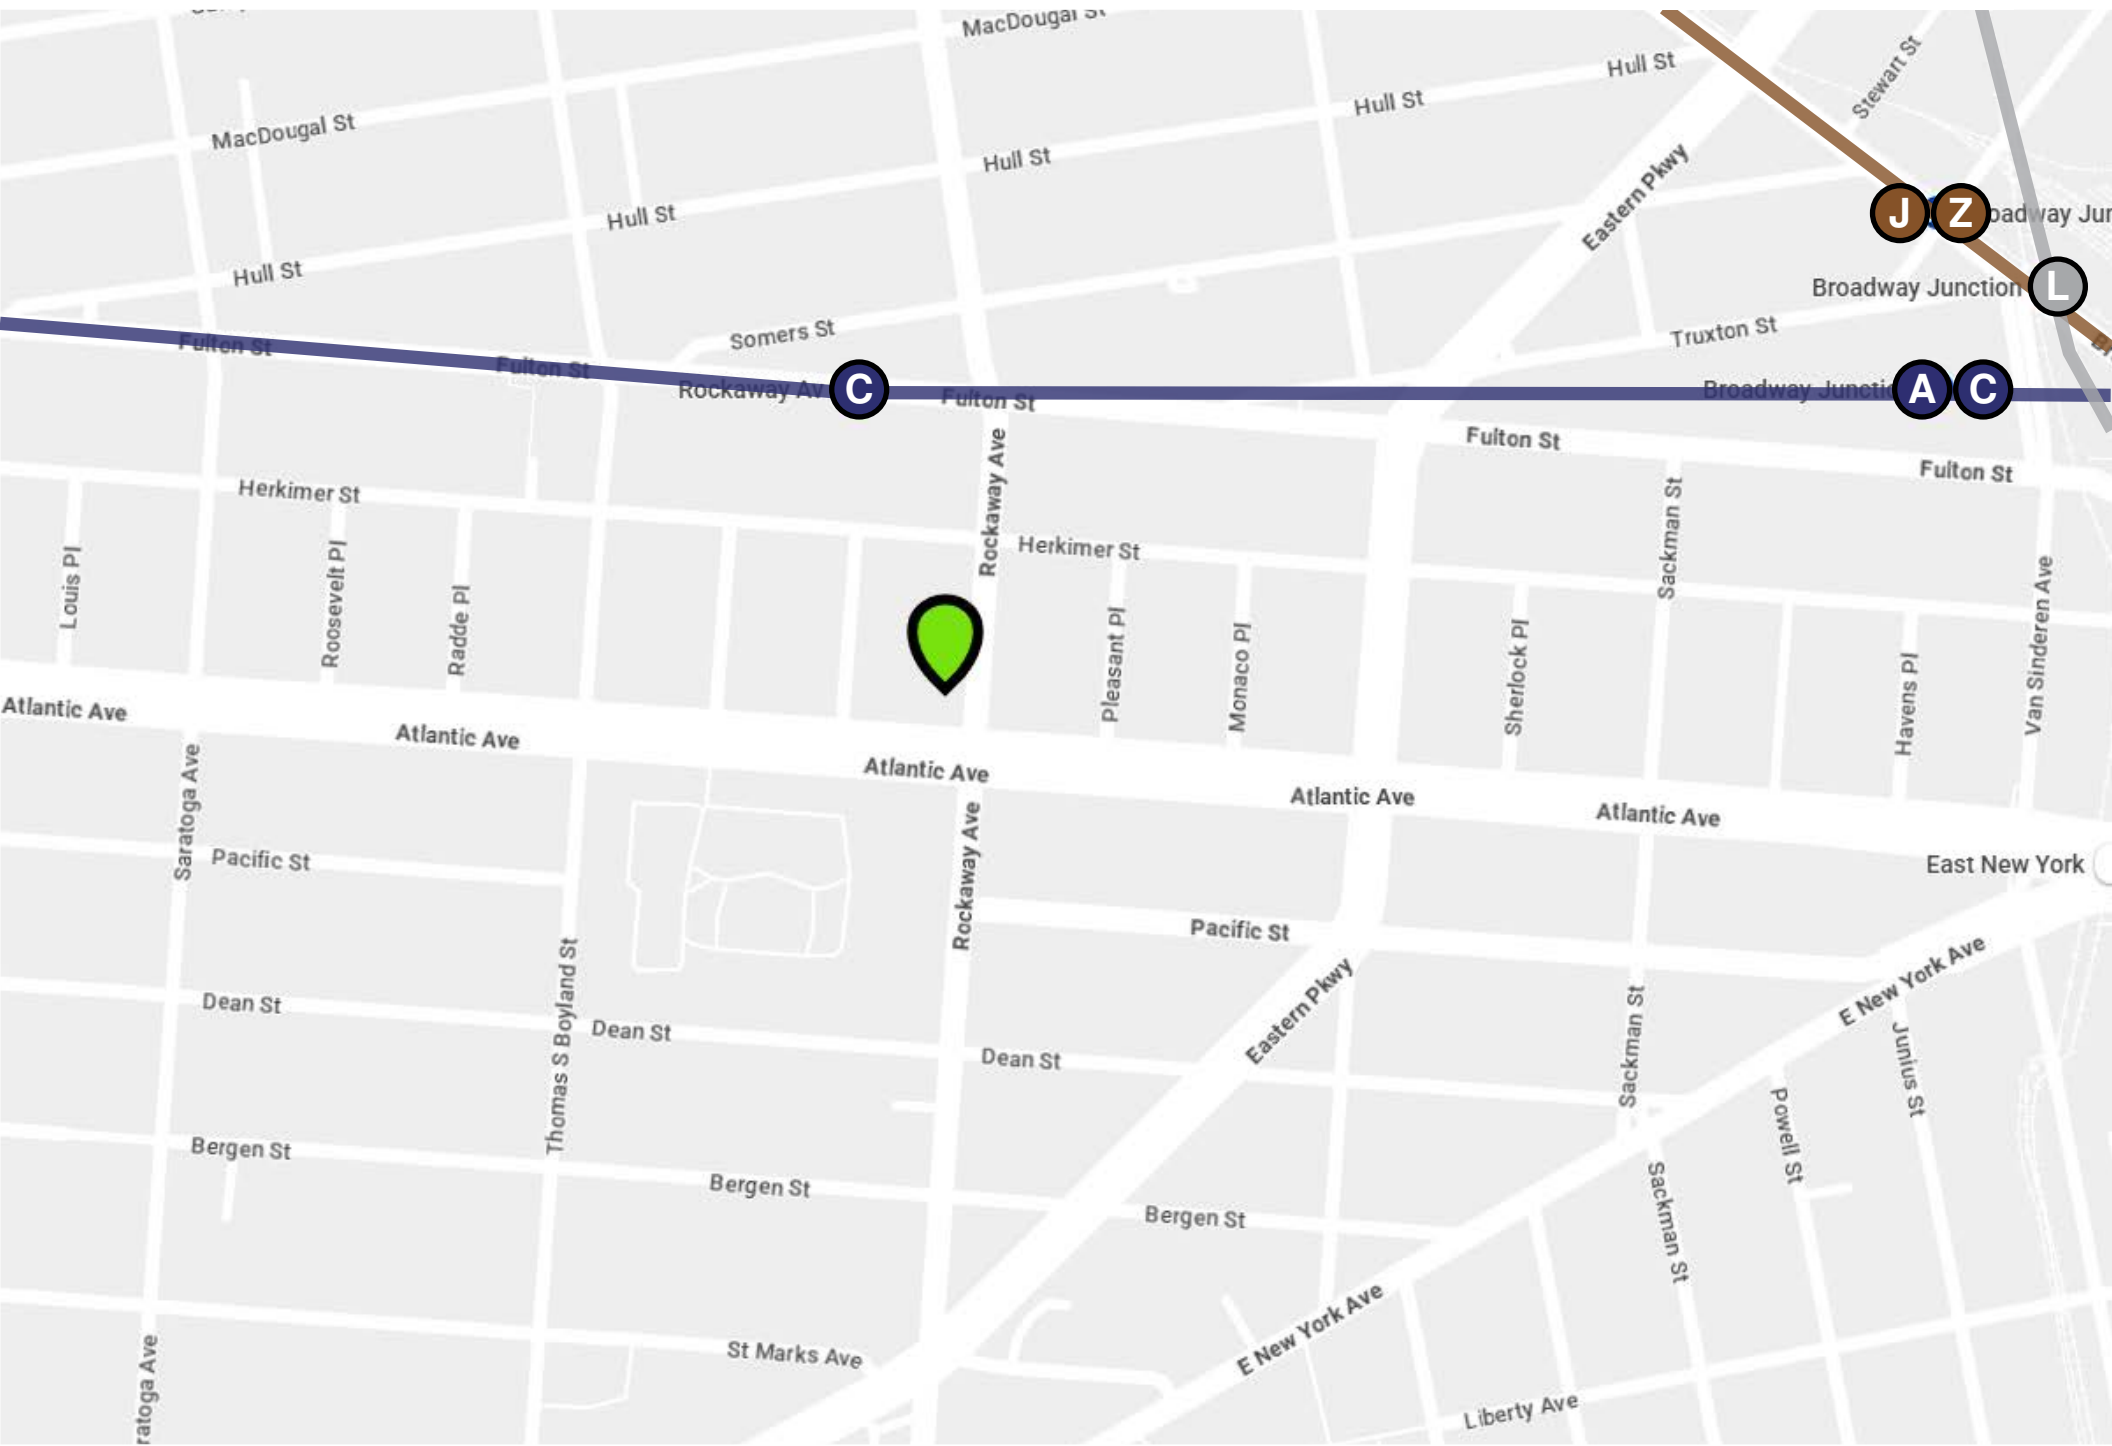 MacDougal St
Hull St
Stewart St
Hull St
MacDougal St
Hull St
Eastern Pkwy
Hull St
J
Z
Hull St
Broadway Junction
L
Truxton St
Somers St
Fulton St
Fulton St
Rockaway Av
C
Fulton St
A
C
Fulton St
Fulton St
Rockaway Ave
Herkimer St
Herkimer St
Sackman St
Louis Pl
Roosevelt Pl
Radde Pl
Pleasant Pl
Monaco Pl
Sherlock Pl
Havens Pl
Van Sinderen Ave
Atlantic Ave
Atlantic Ave
Atlantic Ave
Atlantic Ave
Atlantic Ave
Saratoga Ave
Pacific St
Rockaway Ave
East New York
Pacific St
E New York Ave
Dean St
Thomas S Boyland St
Dean St
Dean St
Eastern Pkwy
Sackman St
Junius St
Powell St
Bergen St
Bergen St
Bergen St
Sackman St
E New York Ave
St Marks Ave
ratoga Ave
Liberty Ave